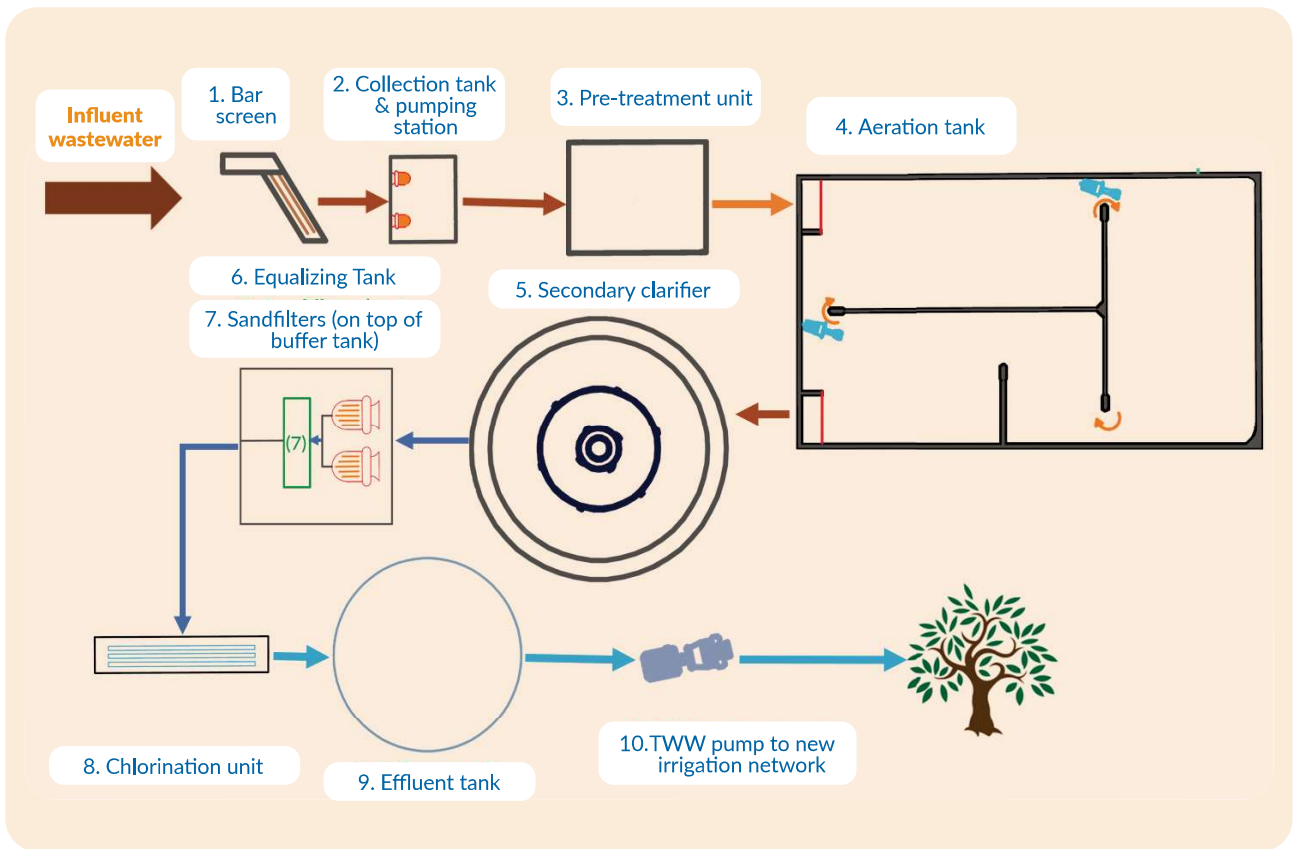 Influent
wastewater
1. Bar
screen
2. Collection tank
& pumping
station
3. Pre-treatment unit
4. Aeration tank
5. Secondary clarifier
6. Equalizing Tank
7. Sandfilters (on top of
buffer tank)
(7)
8. Chlorination unit
9. Effluent tank
10.TWW pump to new
irrigation network